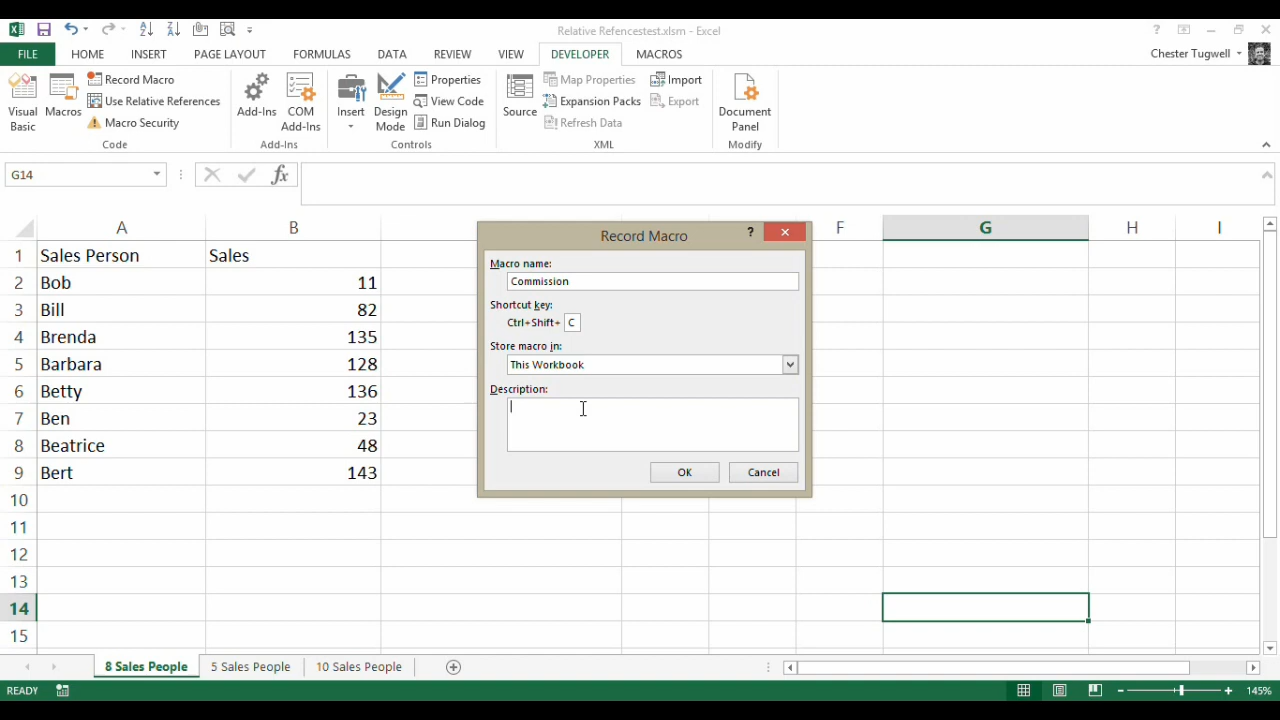 Relative Refencestest.xlsm - Excel
?
FILE HOME INSERT PAGE LAYOUT FORMULAS DATA REVIEW VIEW DEVELOPER MACROS Chester Tugwell
Visual Basic
Macros
Record Macro
Use Relative References
Macro Security
Code
Add-Ins
COM Add-Ins
Add-Ins
Insert
Design Mode
Properties
View Code
Run Dialog
Controls
Source
Map Properties
Expansion Packs
Refresh Data
Import
Export
XML
Document Panel
Modify
G14 fx
A B F G H I
1 Sales Person Sales
2 Bob 11
3 Bill 82
4 Brenda 135
5 Barbara 128
6 Betty 136
7 Ben 23
8 Beatrice 48
9 Bert 143
10
11
12
13
14
15
Record Macro ?
Macro name:
Commission
Shortcut key:
Ctrl+Shift+ C
Store macro in:
This Workbook
Description:
OK Cancel
8 Sales People 5 Sales People 10 Sales People
READY 145%